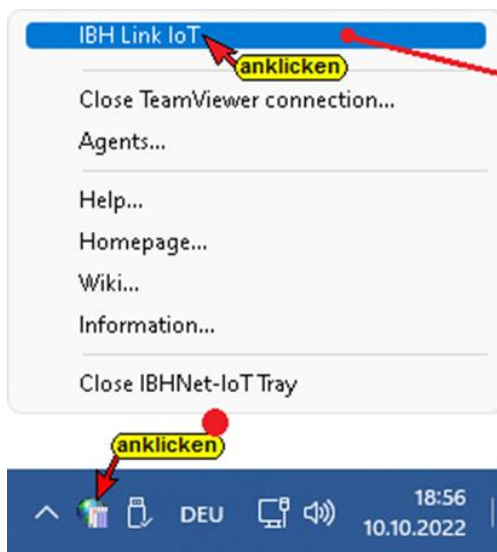 IBH Link IoT
anklicken
Close TeamViewer connection...
Agents...
Help...
Homepage...
Wiki...
Information...
Close IBHNet-IoT Tray
anklicken
DEU
18:56
10.10.2022